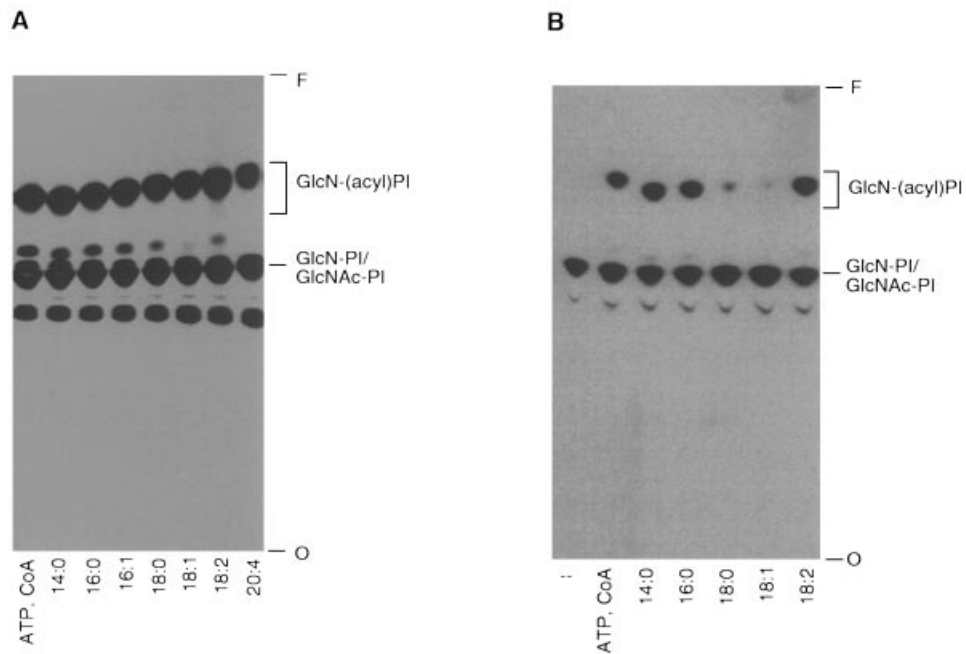 A
F
GlcN-(acyl)PI
GlcN-PI/
GlcNAc-PI
O
ATP, CoA
14:0
16:0
16:1
18:0
18:1
18:2
20:4
B
F
GlcN-(acyl)PI
GlcN-PI/
GlcNAc-PI
O
ATP, CoA
14:0
16:0
18:0
18:1
18:2